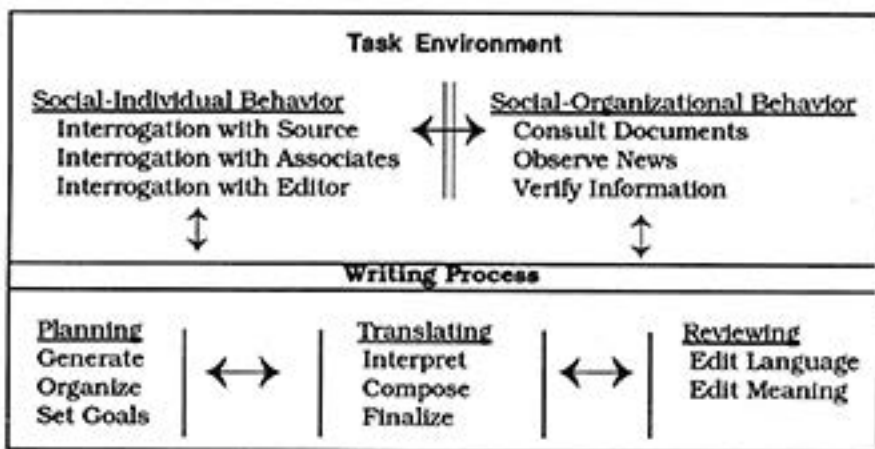 Task Environment
Social-Individual Behavior
Interrogation with Source
Interrogation with Associates
Interrogation with Editor
Social-Organizational Behavior
Consult Documents
Observe News
Verify Information
Writing Process
Planning
Generate
Organize
Set Goals
Translating
Interpret
Compose
Finalize
Reviewing
Edit Language
Edit Meaning